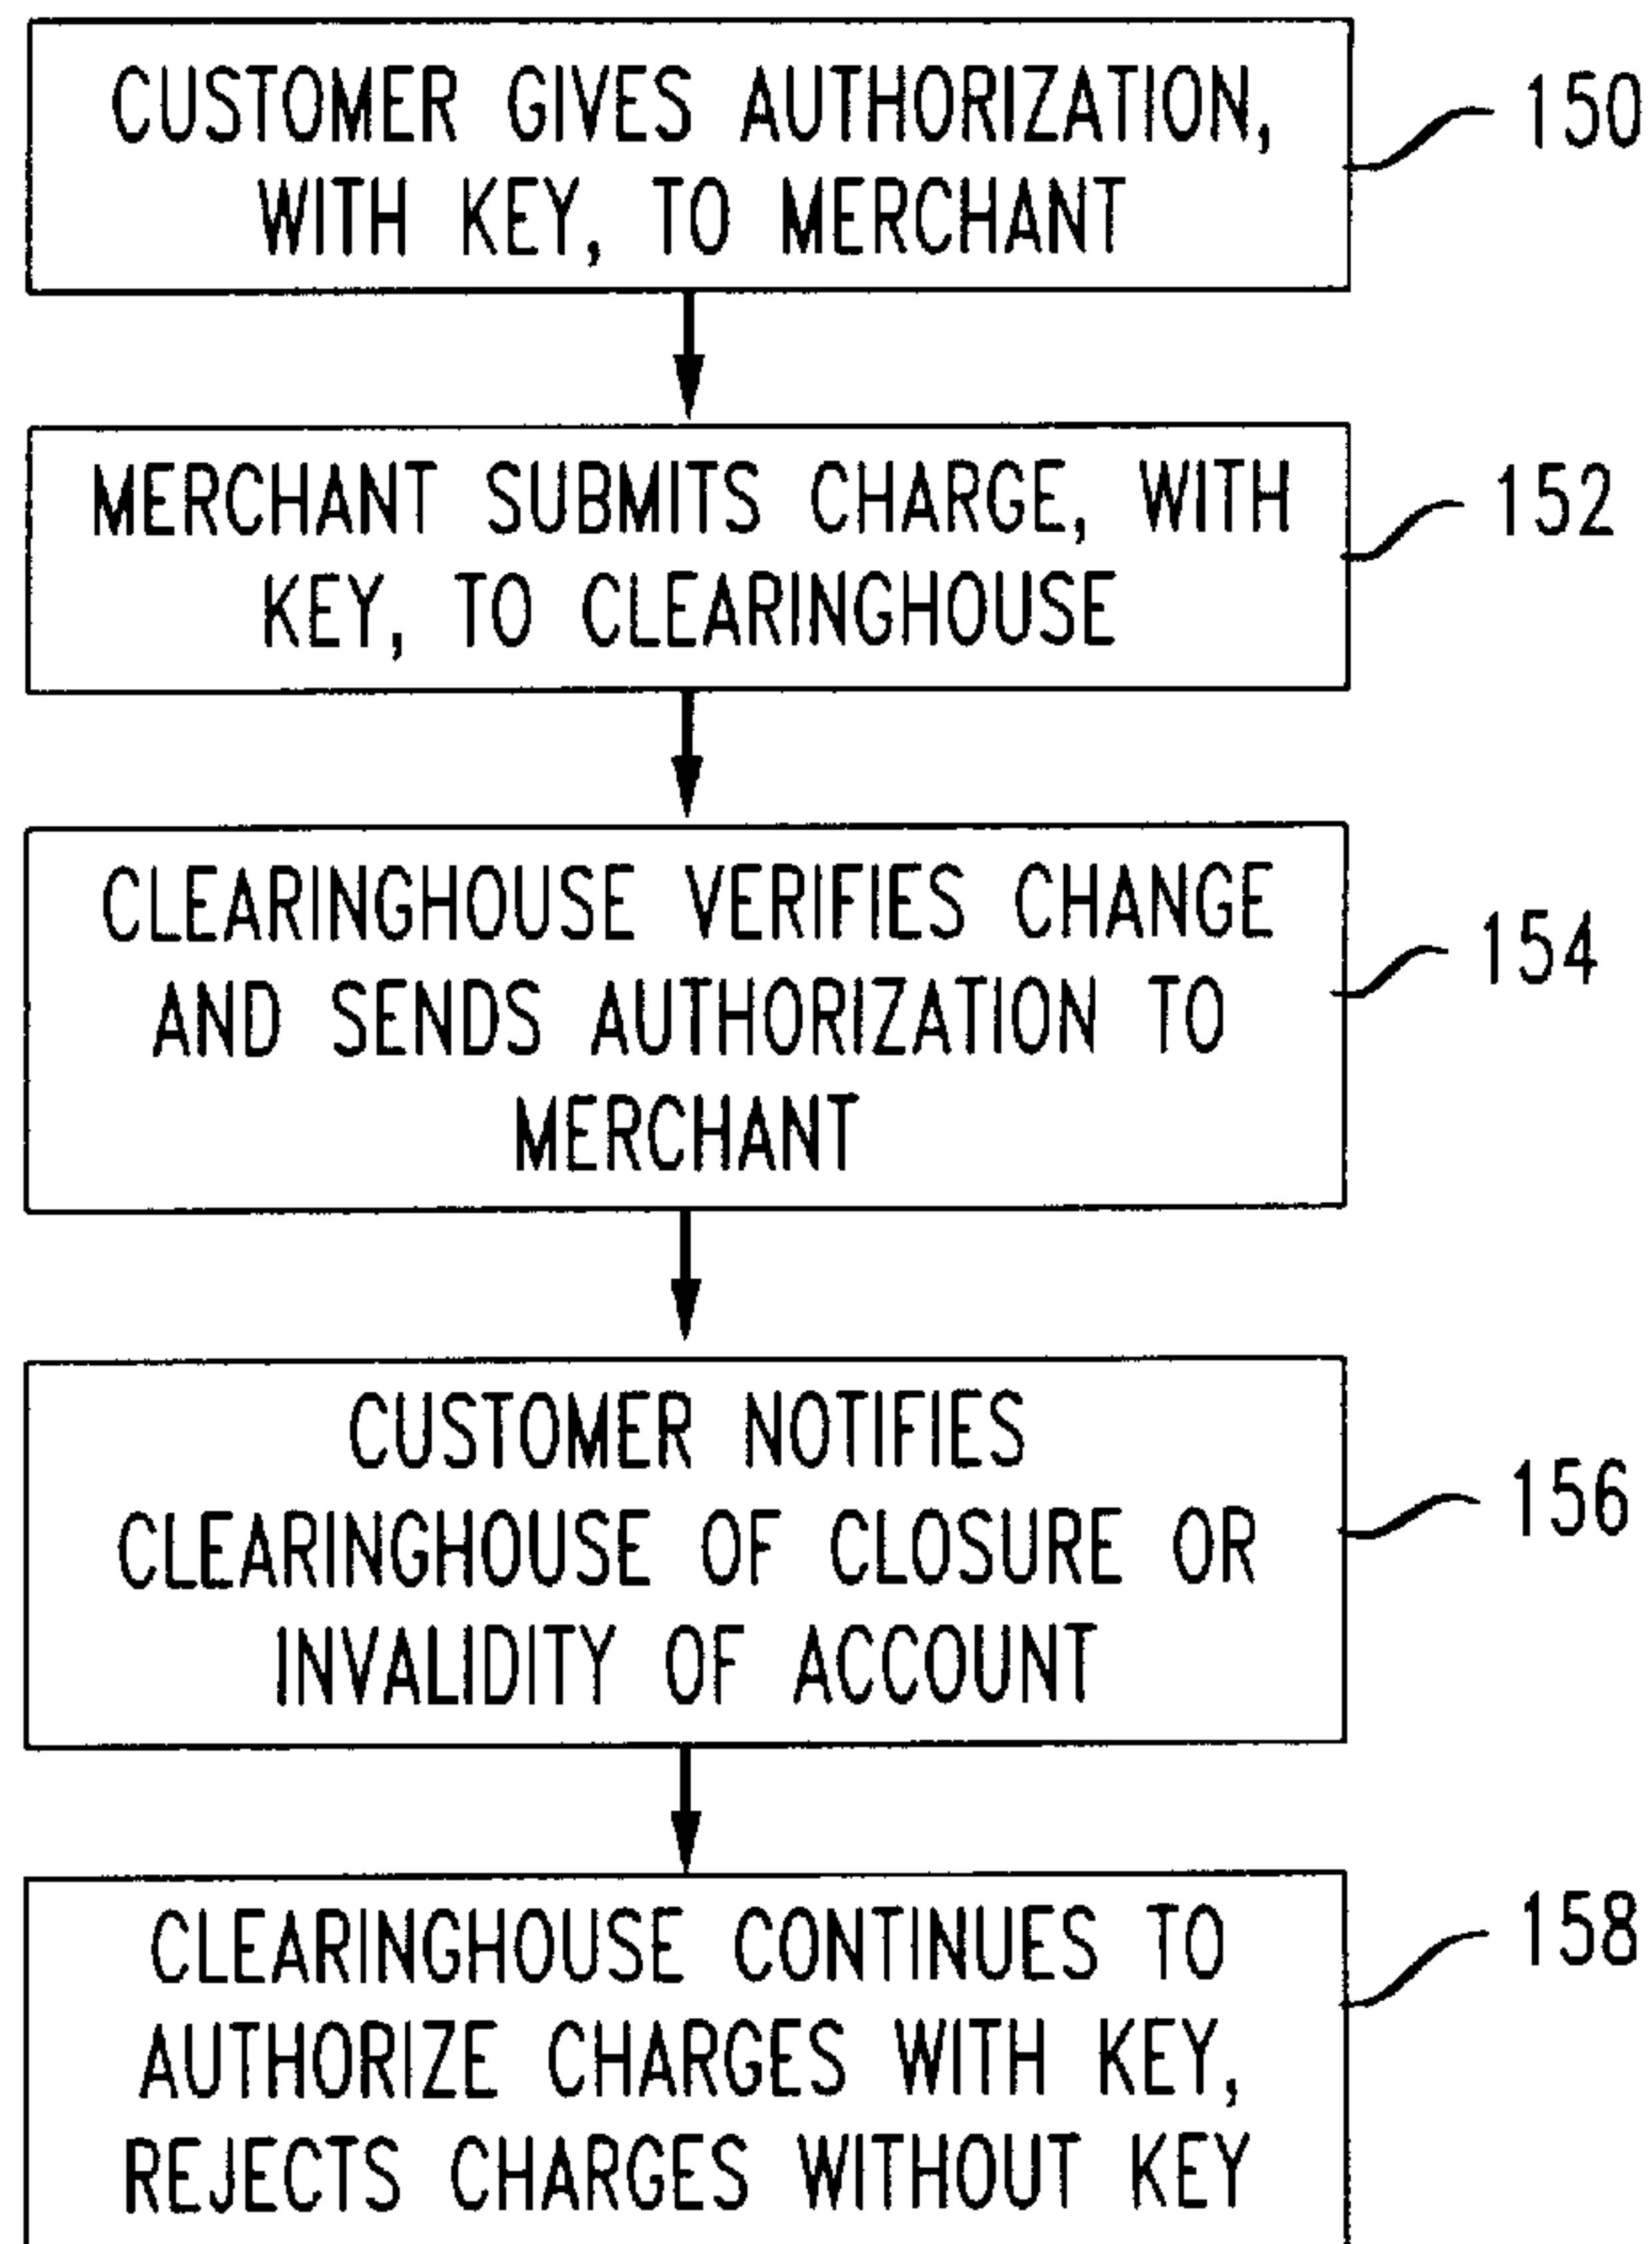 CUSTOMER GIVES AUTHORIZATION,
WITH KEY, TO MERCHANT
150
MERCHANT SUBMITS CHARGE, WITH
KEY, TO CLEARINGHOUSE
152
CLEARINGHOUSE VERIFIES CHANGE
AND SENDS AUTHORIZATION TO
MERCHANT
154
CUSTOMER NOTIFIES
CLEARINGHOUSE OF CLOSURE OR
INVALIDITY OF ACCOUNT
156
CLEARINGHOUSE CONTINUES TO
AUTHORIZE CHARGES WITH KEY,
REJECTS CHARGES WITHOUT KEY
158